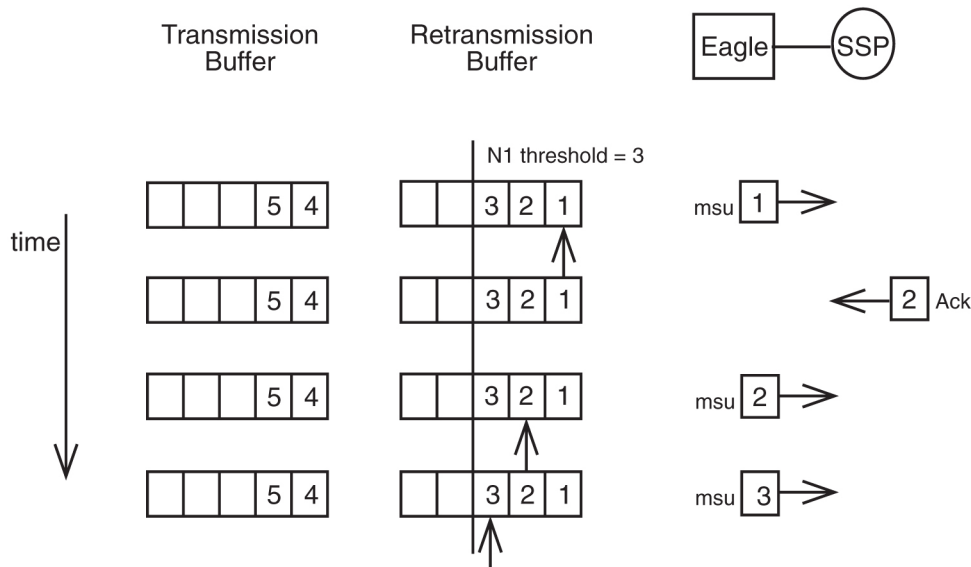 Transmission
Buffer
Retransmission
Buffer
Eagle
SSP
N1 threshold = 3
5 4
3 2 1
msu 1
time
5 4
3 2 1
2 Ack
5 4
3 2 1
msu 2
5 4
3 2 1
msu 3